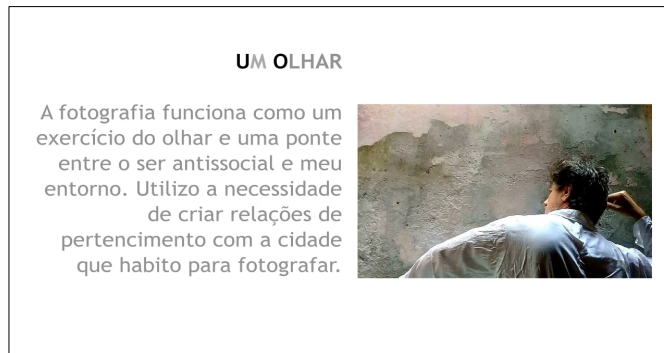 UM OLHAR
A fotografia funciona como um
exercício do olhar e uma ponte
entre o ser antissocial e meu
entorno. Utilizo a necessidade
de criar relações de
pertencimento com a cidade
que habito para fotografar.